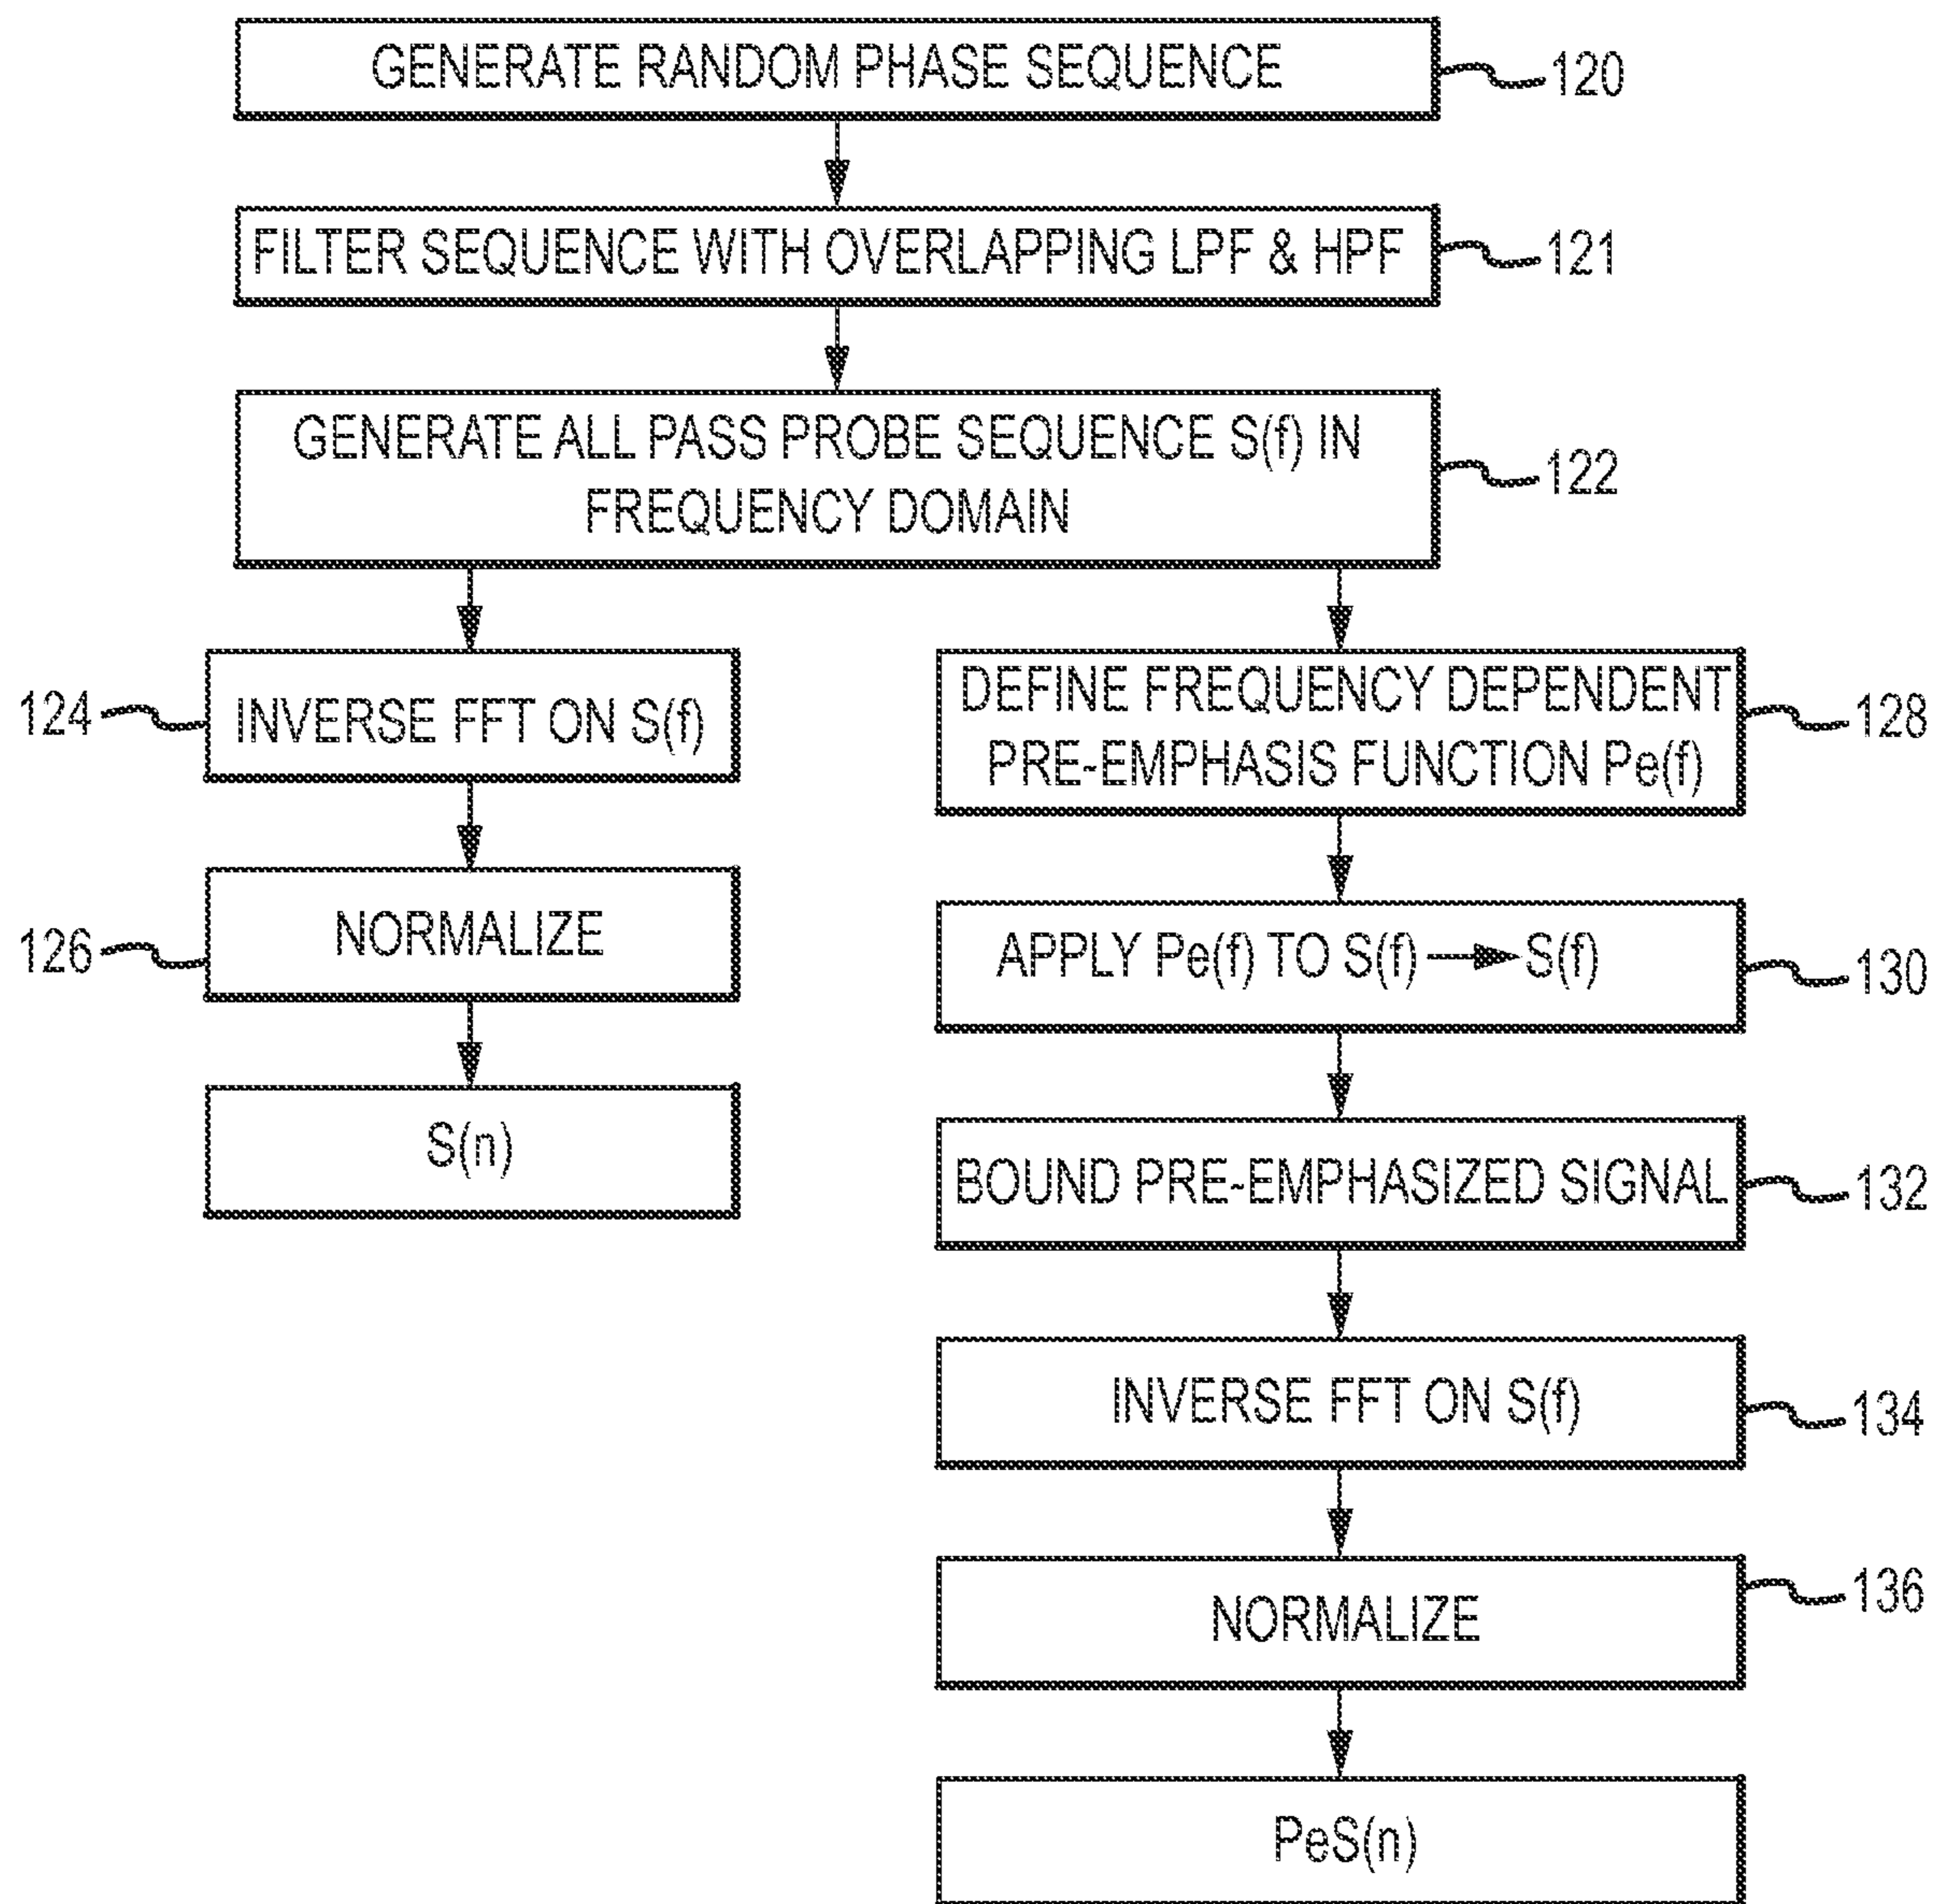 GENERATE RANDOM PHASE SEQUENCE
120
FILTER SEQUENCE WITH OVERLAPPING LPF & HPF
121
GENERATE ALL PASS PROBE SEQUENCE S(f) IN
FREQUENCY DOMAIN
122
124
INVERSE FFT ON S(f)
126
NORMALIZE
S(n)
DEFINE FREQUENCY DEPENDENT
PRE-EMPHASIS FUNCTION Pe(f)
128
APPLY Pe(f) TO S(f) → S(f)
130
BOUND PRE-EMPHASIZED SIGNAL
132
INVERSE FFT ON S(f)
134
NORMALIZE
136
PeS(n)